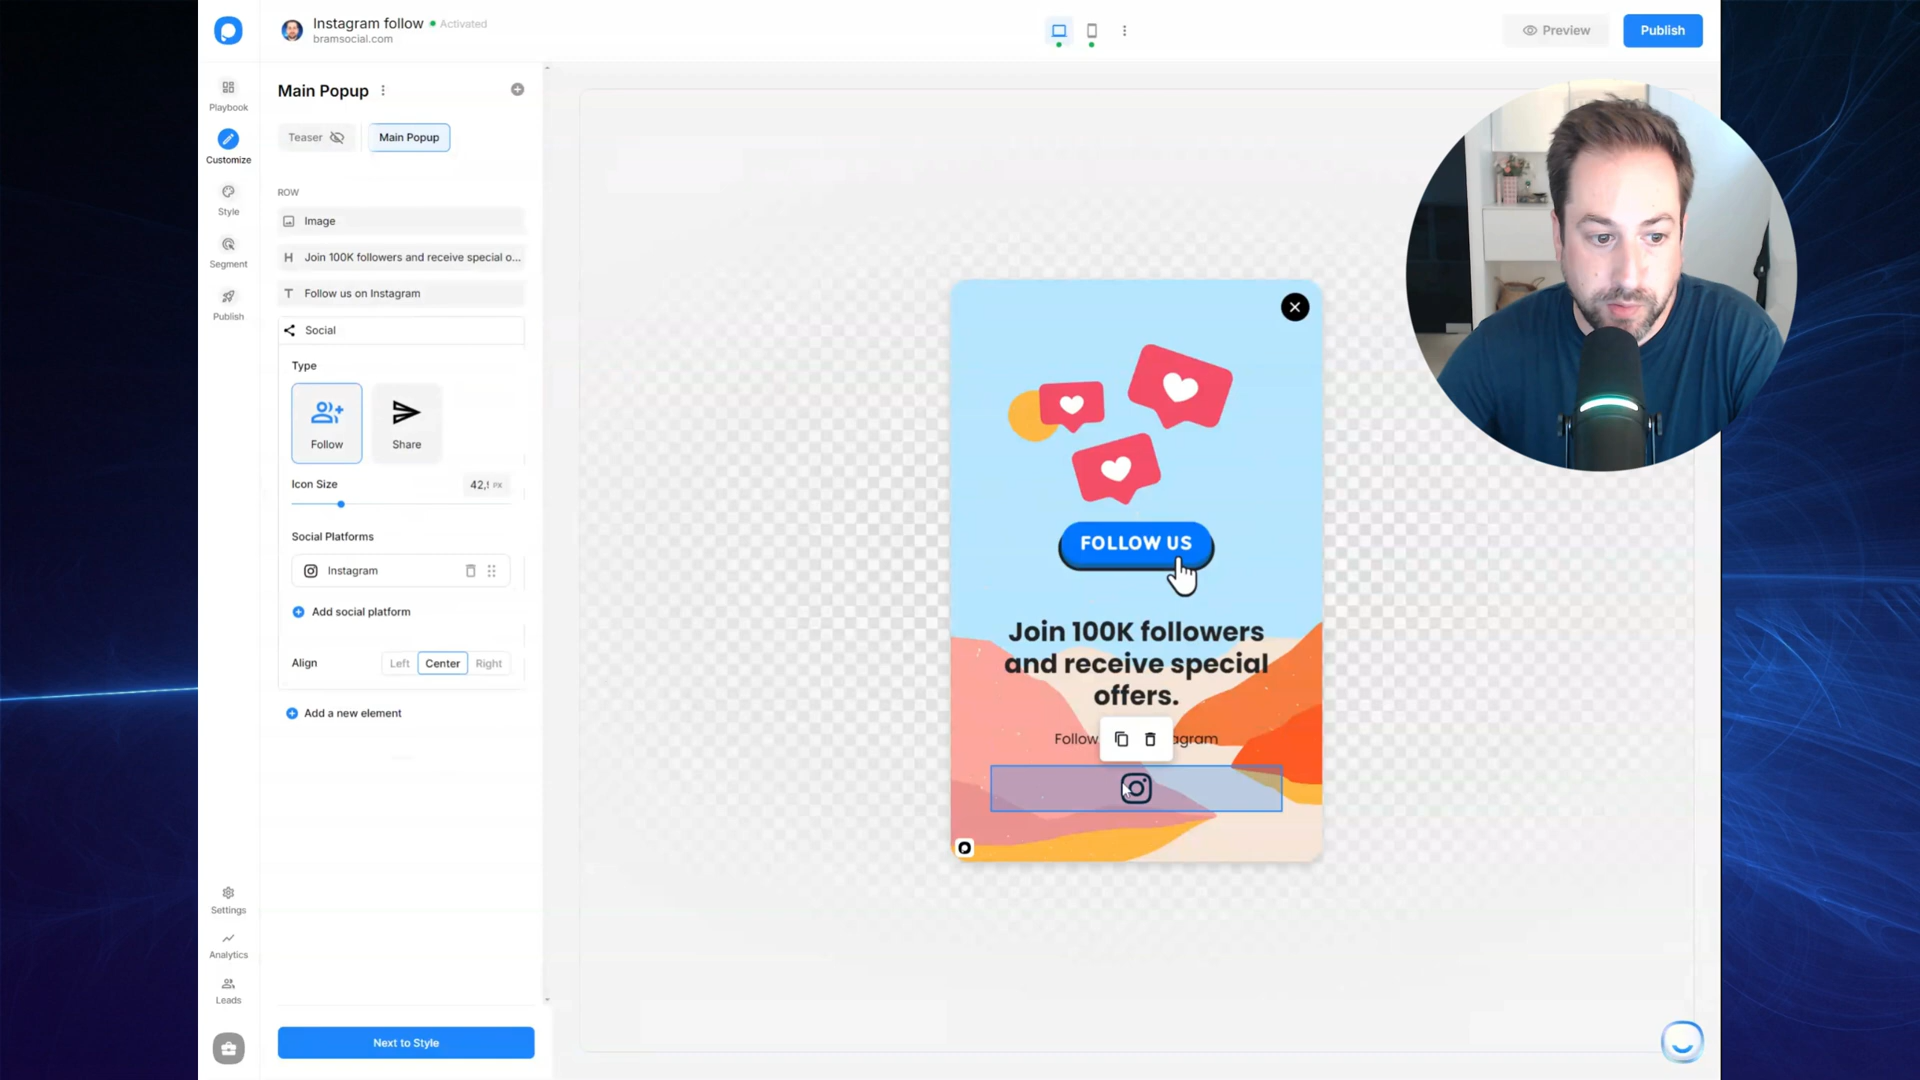 Instagram follow
Activated
bramsocial.com
Preview
Publish
Playbook
Customize
Style
Segment
Publish
Settings
Analytics
Leads
Main Popup
Teaser
Main Popup
ROW
Image
H Join 100K followers and receive special o...
T Follow us on Instagram
Social
Type
Follow
Share
Icon Size
42,! PX
Social Platforms
Instagram
Add social platform
Align
Left
Center
Right
Add a new element
Next to Style
FOLLOW US
Join 100K followers
and receive special
offers.
Follow agram